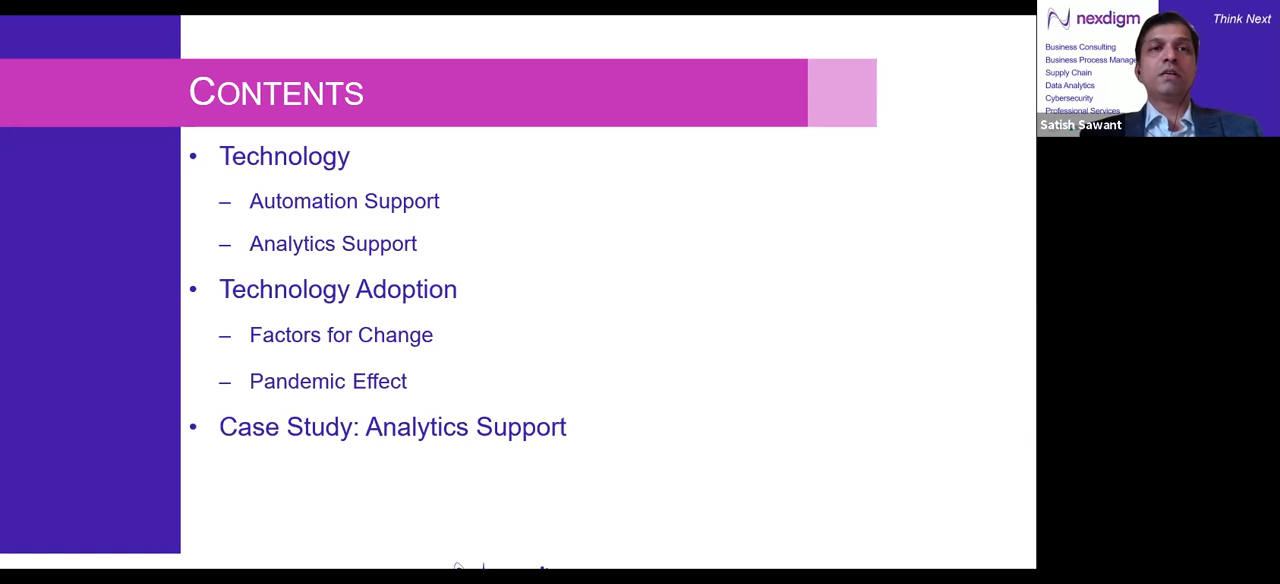 CONTENTS
• Technology
– Automation Support
– Analytics Support
• Technology Adoption
– Factors for Change
– Pandemic Effect
• Case Study: Analytics Support
nexdigm
Think Next
Business Consulting
Business Process Manage
Supply Chain
Data Analytics
Cybersecurity
Professional Services
Satish Sawant